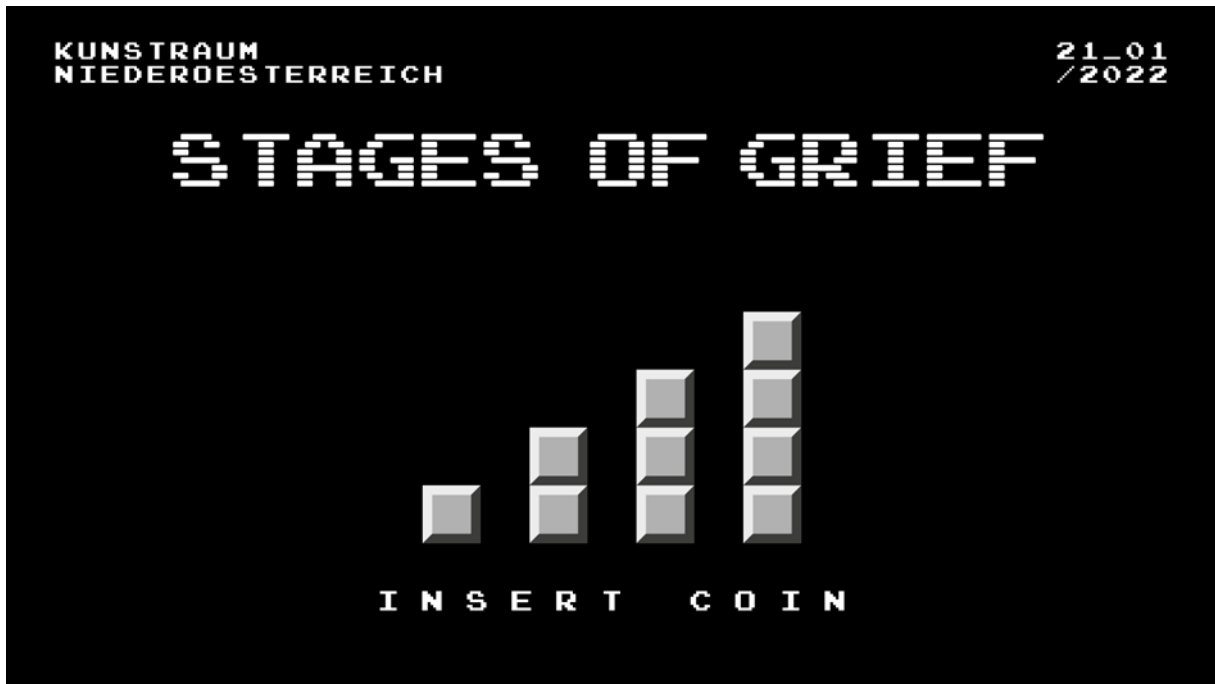 KUNSTRAUM
NIEDEROESTERREICH
21_01
/2022
STAGES OF GRIEF
INSERT COIN